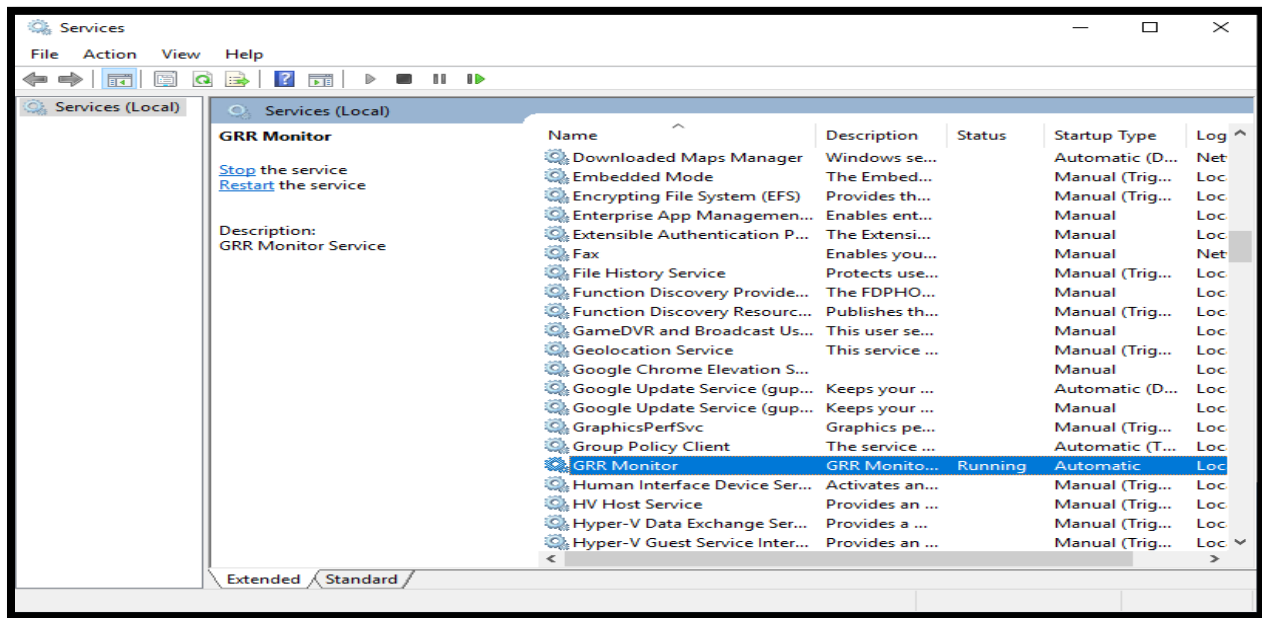 Services
File Action View Help
Services (Local)
Services (Local)
GRR Monitor
Stop the service
Restart the service
Description:
GRR Monitor Service
Name Description Status Startup Type Log
Downloaded Maps Manager Windows se... Automatic (D... Net
Embedded Mode The Embed... Manual (Trig... Loc
Encrypting File System (EFS) Provides th... Manual (Trig... Loc
Enterprise App Managemen... Enables ent... Manual Loc
Extensible Authentication P... The Extensi... Manual Loc
Fax Enables you... Manual Net
File History Service Protects use... Manual (Trig... Loc
Function Discovery Provide... The FDPHO... Manual Loc
Function Discovery Resourc... Publishes th... Manual (Trig... Loc
GameDVR and Broadcast Us... This user se... Manual Loc
Geolocation Service This service ... Manual (Trig... Loc
Google Chrome Elevation S... Manual Loc
Google Update Service (gup... Keeps your ... Automatic (D... Loc
Google Update Service (gup... Keeps your ... Manual Loc
GraphicsPerfSvc Graphics pe... Manual (Trig... Loc
Group Policy Client The service ... Automatic (T... Loc
GRR Monitor GRR Monito... Running Automatic Loc
Human Interface Device Ser... Activates an... Manual (Trig... Loc
HV Host Service Provides an ... Manual (Trig... Loc
Hyper-V Data Exchange Ser... Provides a ... Manual (Trig... Loc
Hyper-V Guest Service Inter... Provides an ... Manual (Trig... Loc
Extended Standard